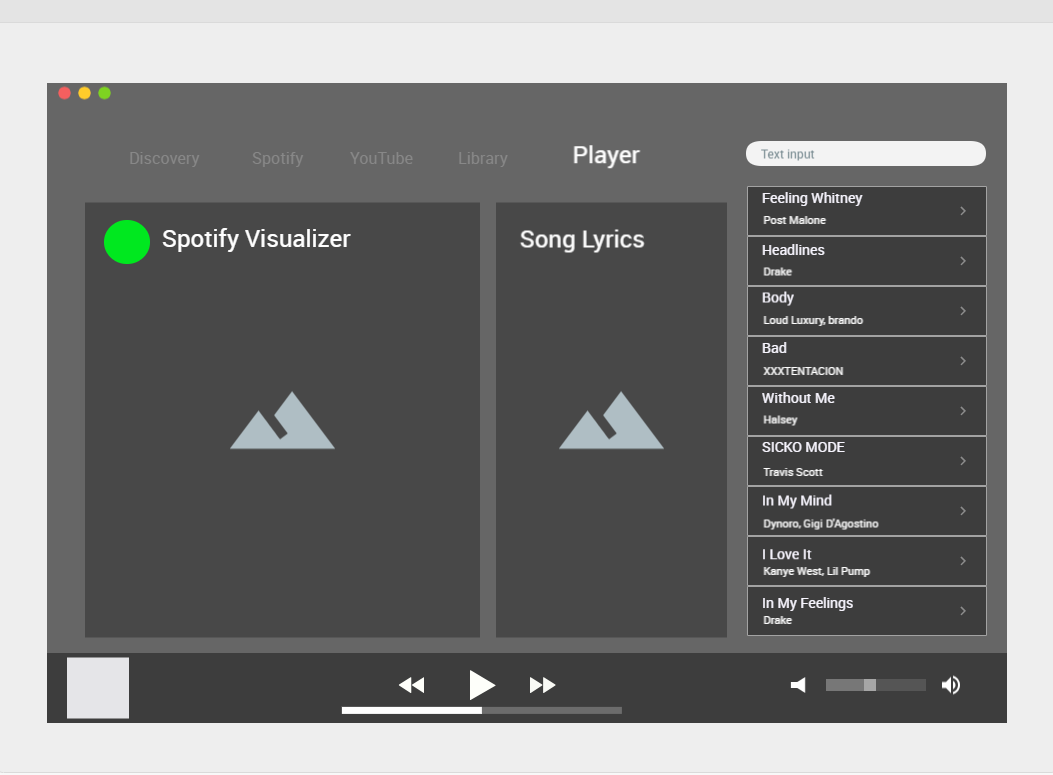 Discovery
Spotify
YouTube
Library
Player
Text input
Spotify Visualizer
Song Lyrics
Feeling Whitney
Post Malone
Headlines
Drake
Body
Loud Luxury, brando
Bad
XXXTENTACION
Without Me
Halsey
SICKO MODE
Travis Scott
In My Mind
Dynoro, Gigi D'Agostino
I Love It
Kanye West, Lil Pump
In My Feelings
Drake